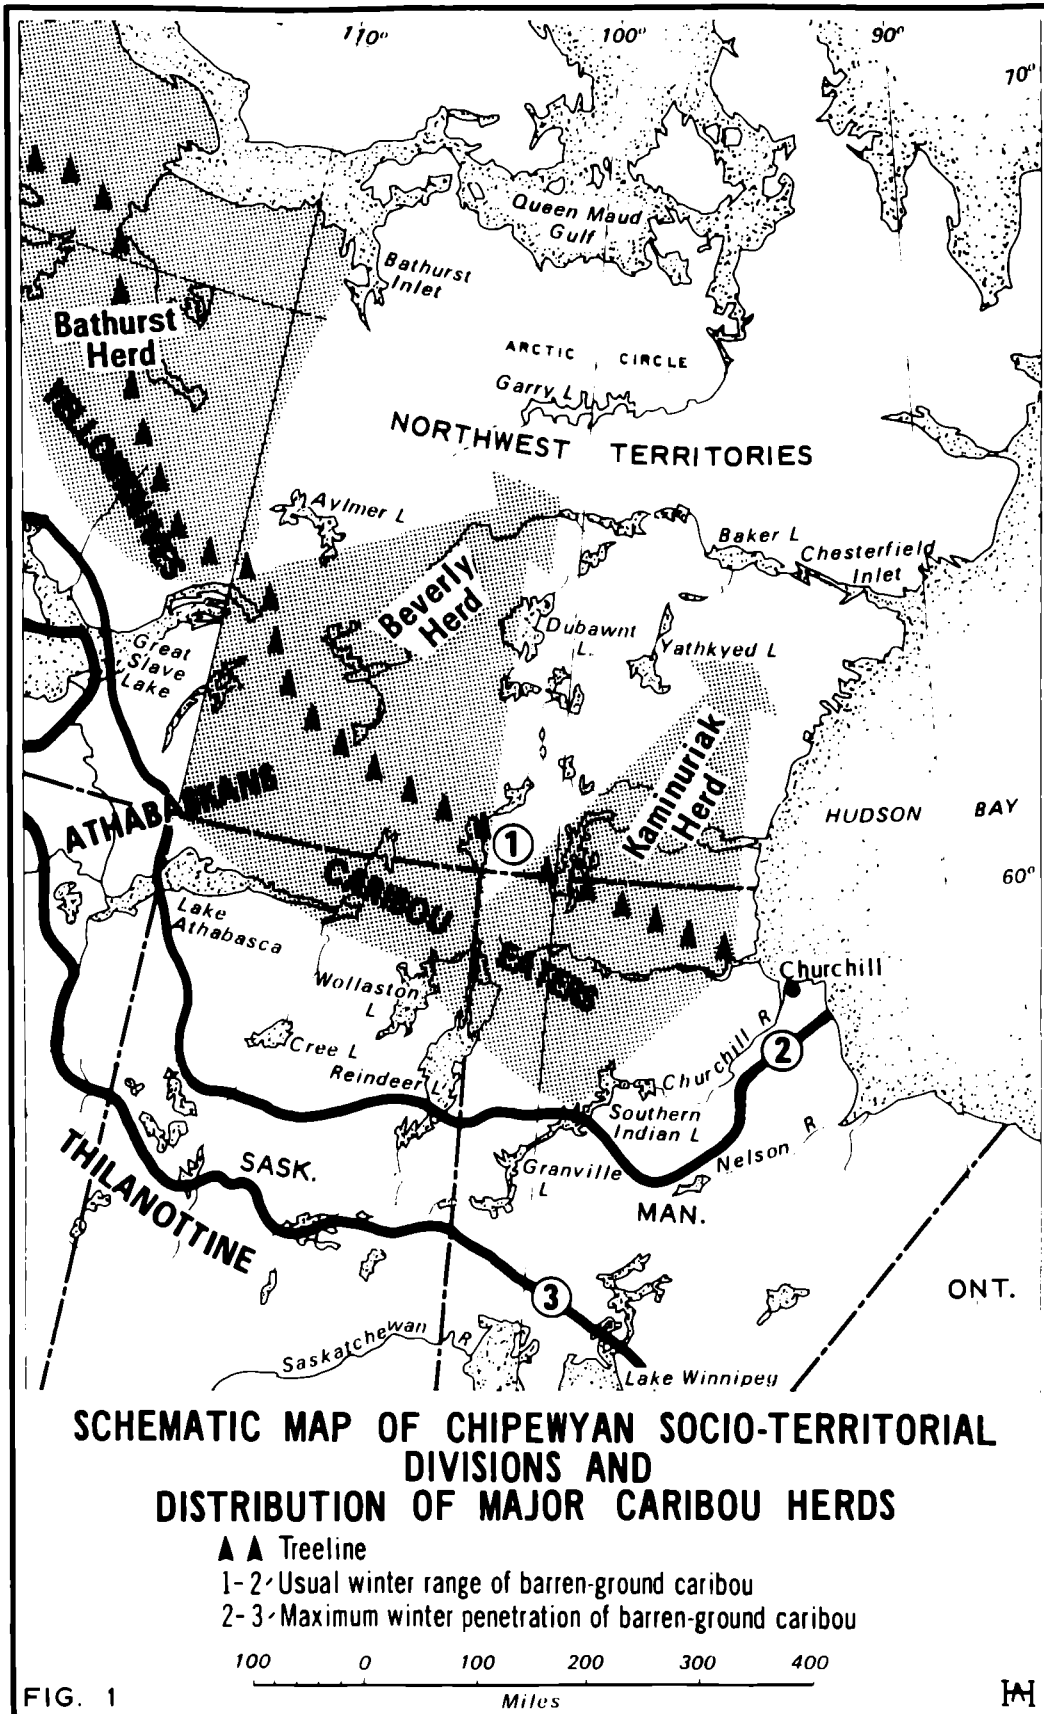 110°
100°
90°
70°
Queen Maud
Gulf
Bathurst
Inlet
Bathurst
Herd
ARCTIC CIRCLE
Garry L
YELLOWKNIVES
NORTHWEST TERRITORIES
Aylmer L
Baker L
Chesterfield
Inlet
Beverly
Herd
Dubawnt
L.
Yathkyed L
Great
Slave
Lake
Kaminuriak
Herd
ATHABASKANS
HUDSON BAY
1
60°
CARIBOU
EATERS
Lake
Athabasca
Wollaston
L
Churchill
Cree L
Reindeer L
Churchill R
2
Southern
Indian L
Nelson R
Granville
L
THILANOTTINE
SASK.
MAN.
ONT.
3
Saskatchewan R
Lake Winnipeg
SCHEMATIC MAP OF CHIPEWYAN SOCIO-TERRITORIAL
DIVISIONS AND
DISTRIBUTION OF MAJOR CARIBOU HERDS
Treeline
1-2 Usual winter range of barren-ground caribou
2-3 Maximum winter penetration of barren-ground caribou
100 0 100 200 300 400
Miles
FIG. 1